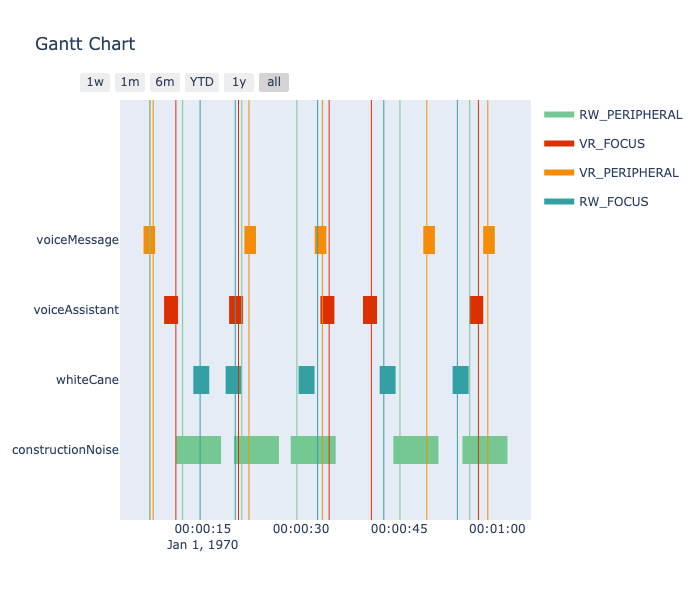 Gantt Chart
1w 1m 6m YTD 1y all
RW_PERIPHERAL
VR_FOCUS
VR_PERIPHERAL
RW_FOCUS
voiceMessage
voiceAssistant
whiteCane
constructionNoise
00:00:15 00:00:30 00:00:45 00:01:00
Jan 1, 1970